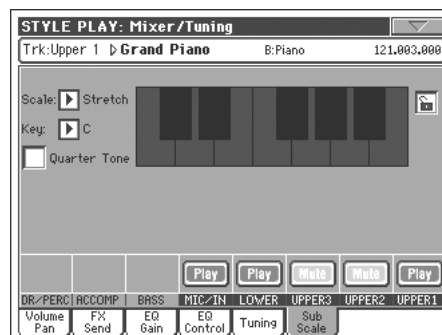 STYLE PLAY: Mixer/Tuning
Trk:Upper 1 Grand Piano B:Piano 121.003.000
Scale: Stretch
Key: C
Quarter Tone
Play Play Mute Mute Play
DR/PERC ACCOMP BASS MIC/IN LOWER UPPER3 UPPER2 UPPER1
Volume Pan FX Send EQ Gain EQ Control Tuning Sub Scale